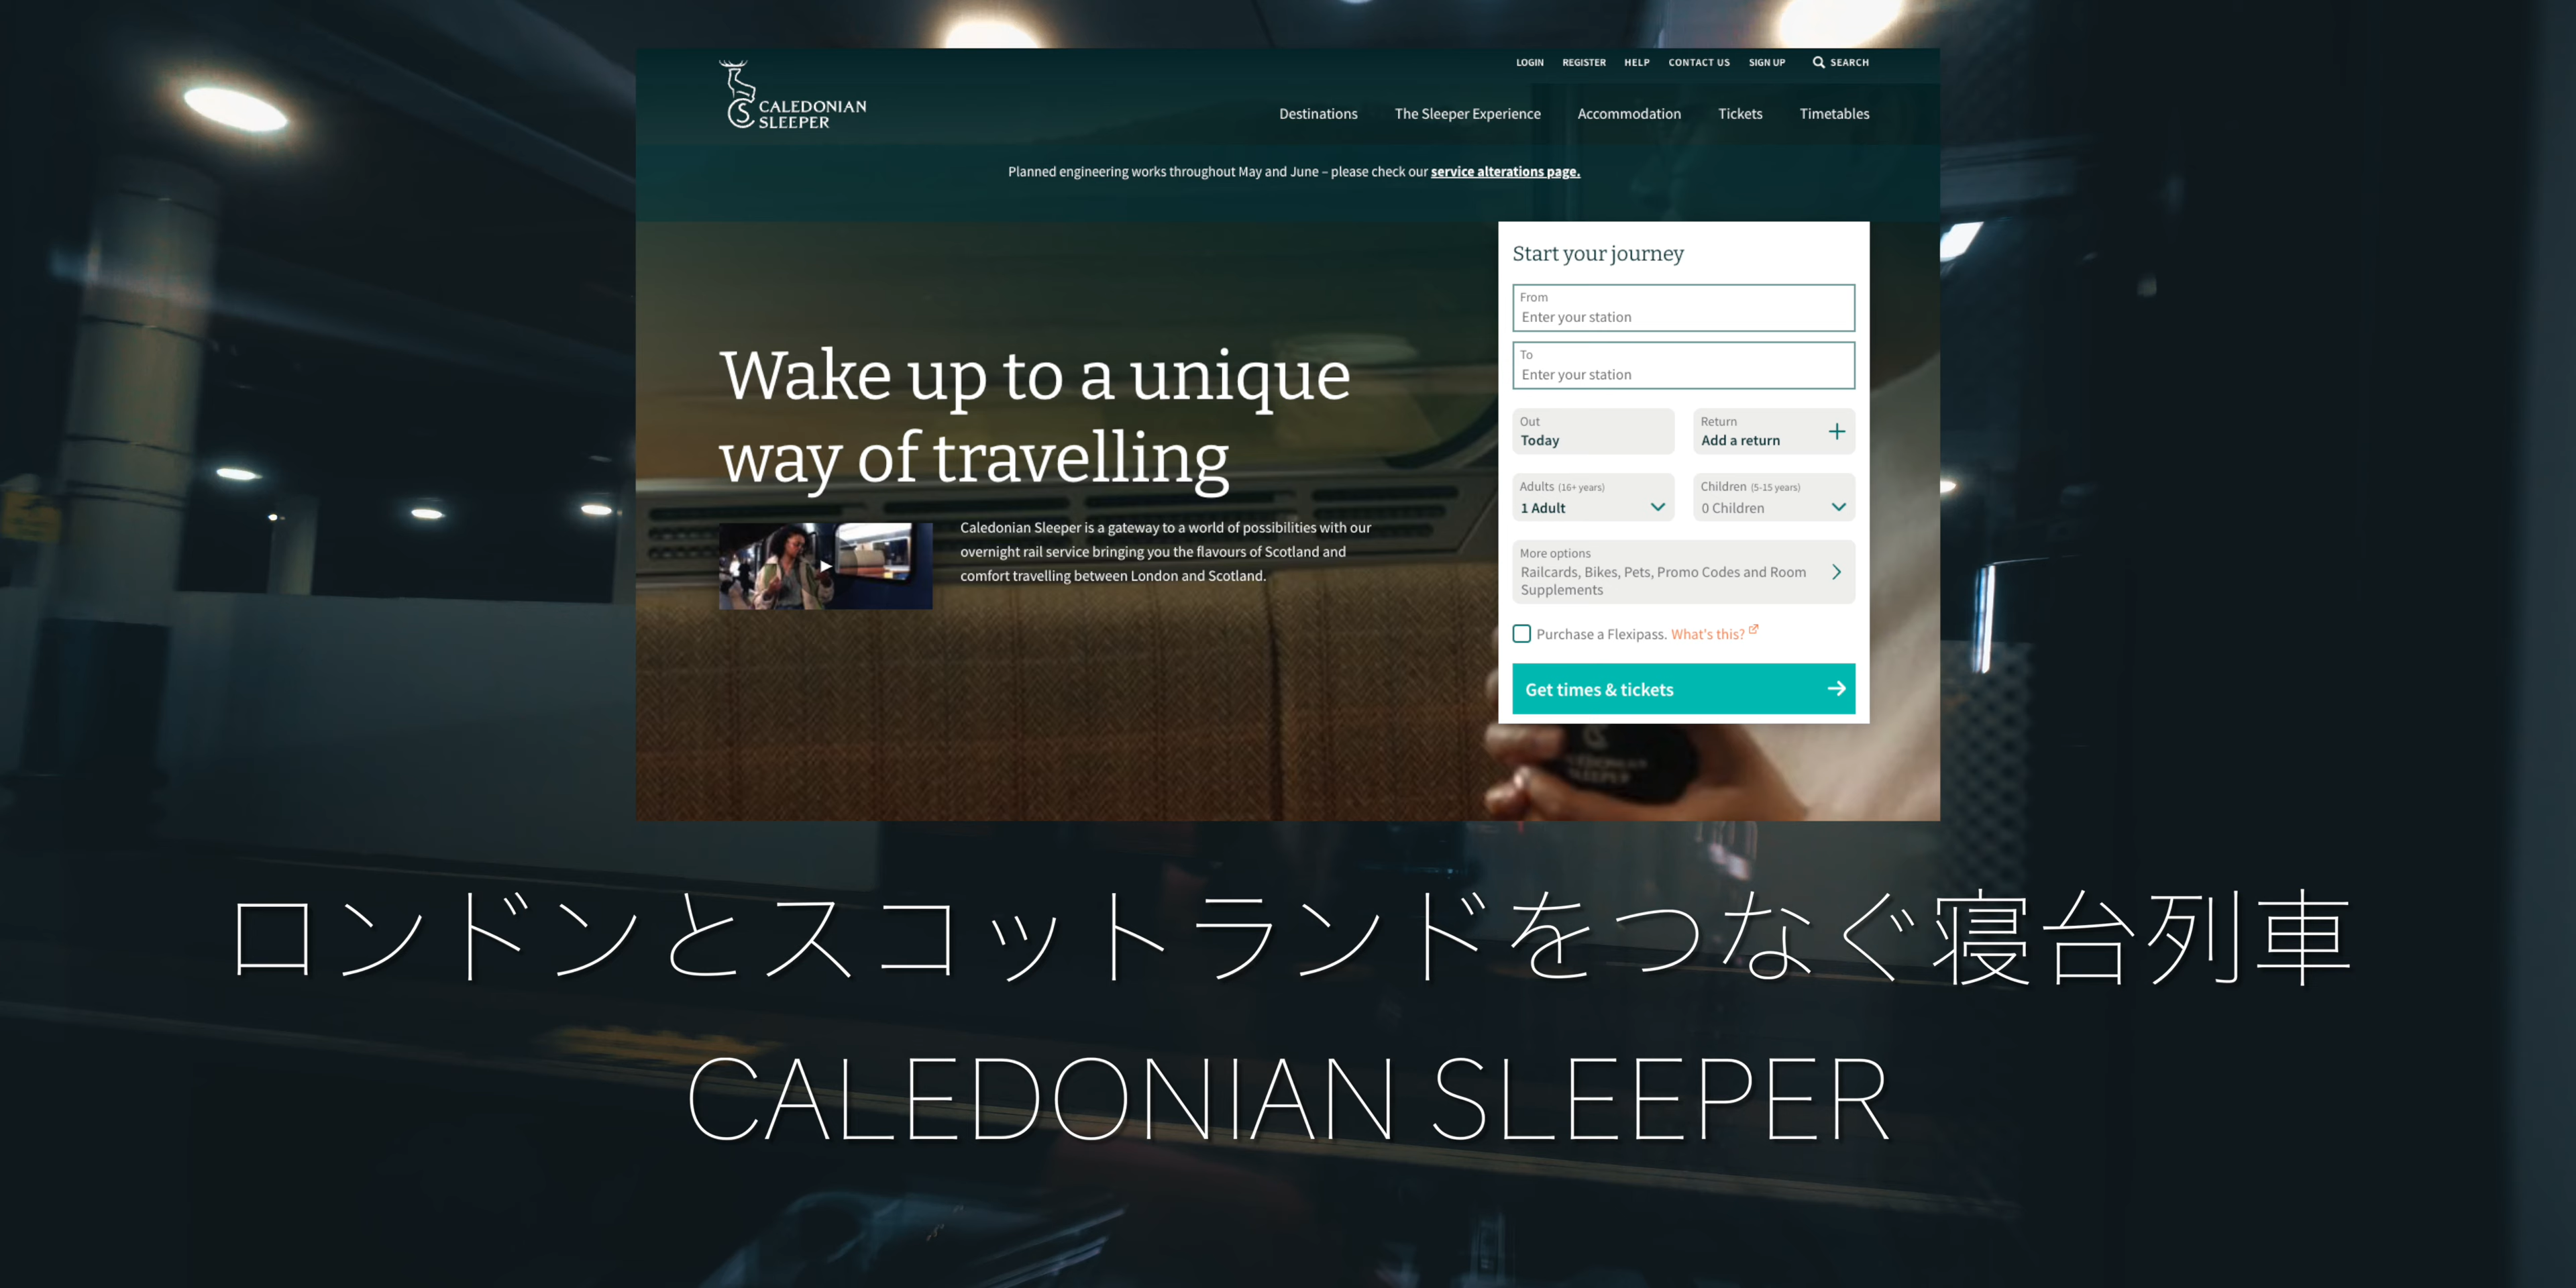 CALEDONIAN
SLEEPER
LOGIN REGISTER HELP CONTACT US SIGN UP SEARCH
Destinations The Sleeper Experience Accommodation Tickets Timetables
Planned engineering works throughout May and June – please check our service alterations page.
Wake up to a unique
way of travelling
Caledonian Sleeper is a gateway to a world of possibilities with our
overnight rail service bringing you the flavours of Scotland and
comfort travelling between London and Scotland.
Start your journey
From
Enter your station
To
Enter your station
Out Return
Today Add a return
Adults (16+ years) Children (5-15 years)
1 Adult 0 Children
More options
Railcards, Bikes, Pets, Promo Codes and Room
Supplements
Purchase a Flexipass. What's this?
Get times & tickets
CALEDONIAN
SLEEPER
ロンドンとスコットランドをつなぐ寝台列車
CALEDONIAN SLEEPER